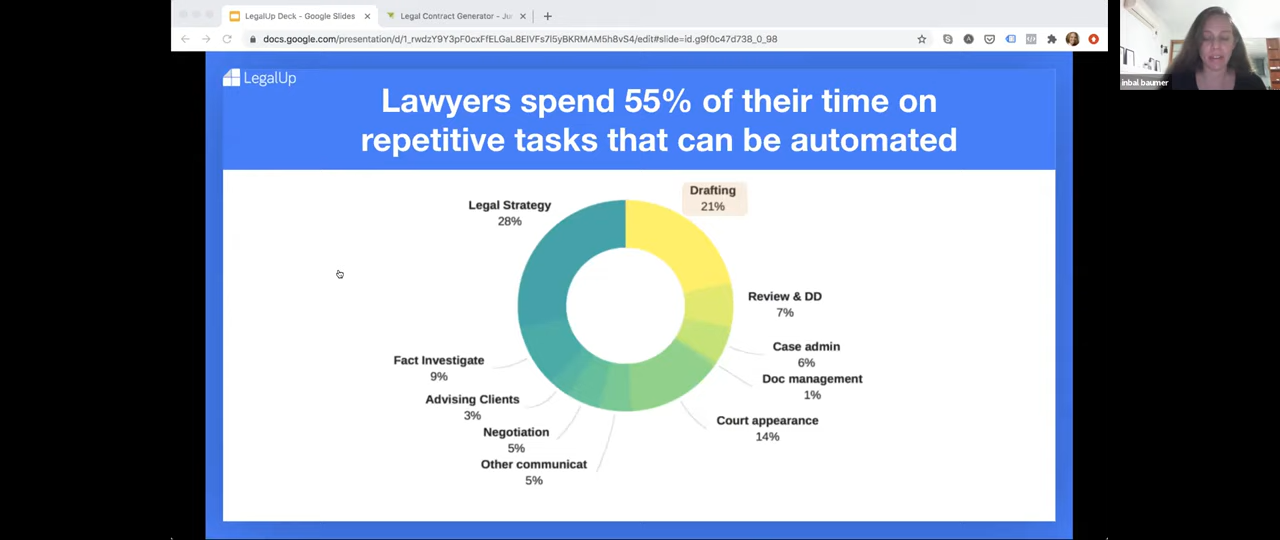 LegalUp Deck - Google Slides
Legal Contract Generator - Ju
docs.google.com/presentation/d/1_rwdzY9Y3pF0cxFfELGaL8EIVFs7l5yBKRMAM5h8vS4/edit#slide=id.g9f0c47d738_0_98
inbal baumer
LegalUp
Lawyers spend 55% of their time on
repetitive tasks that can be automated
Drafting
21%
Legal Strategy
28%
Review & DD
7%
Case admin
6%
Fact Investigate
9%
Doc management
1%
Advising Clients
3%
Court appearance
14%
Negotiation
5%
Other communicat
5%